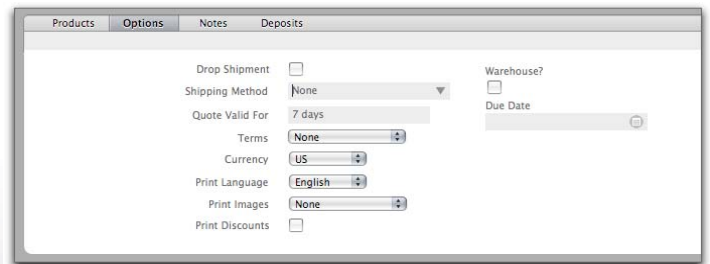 Products Options Notes Deposits
Drop Shipment
Shipping Method None
Quote Valid For 7 days
Terms None
Currency US
Print Language English
Print Images None
Print Discounts
Warehouse?
Due Date